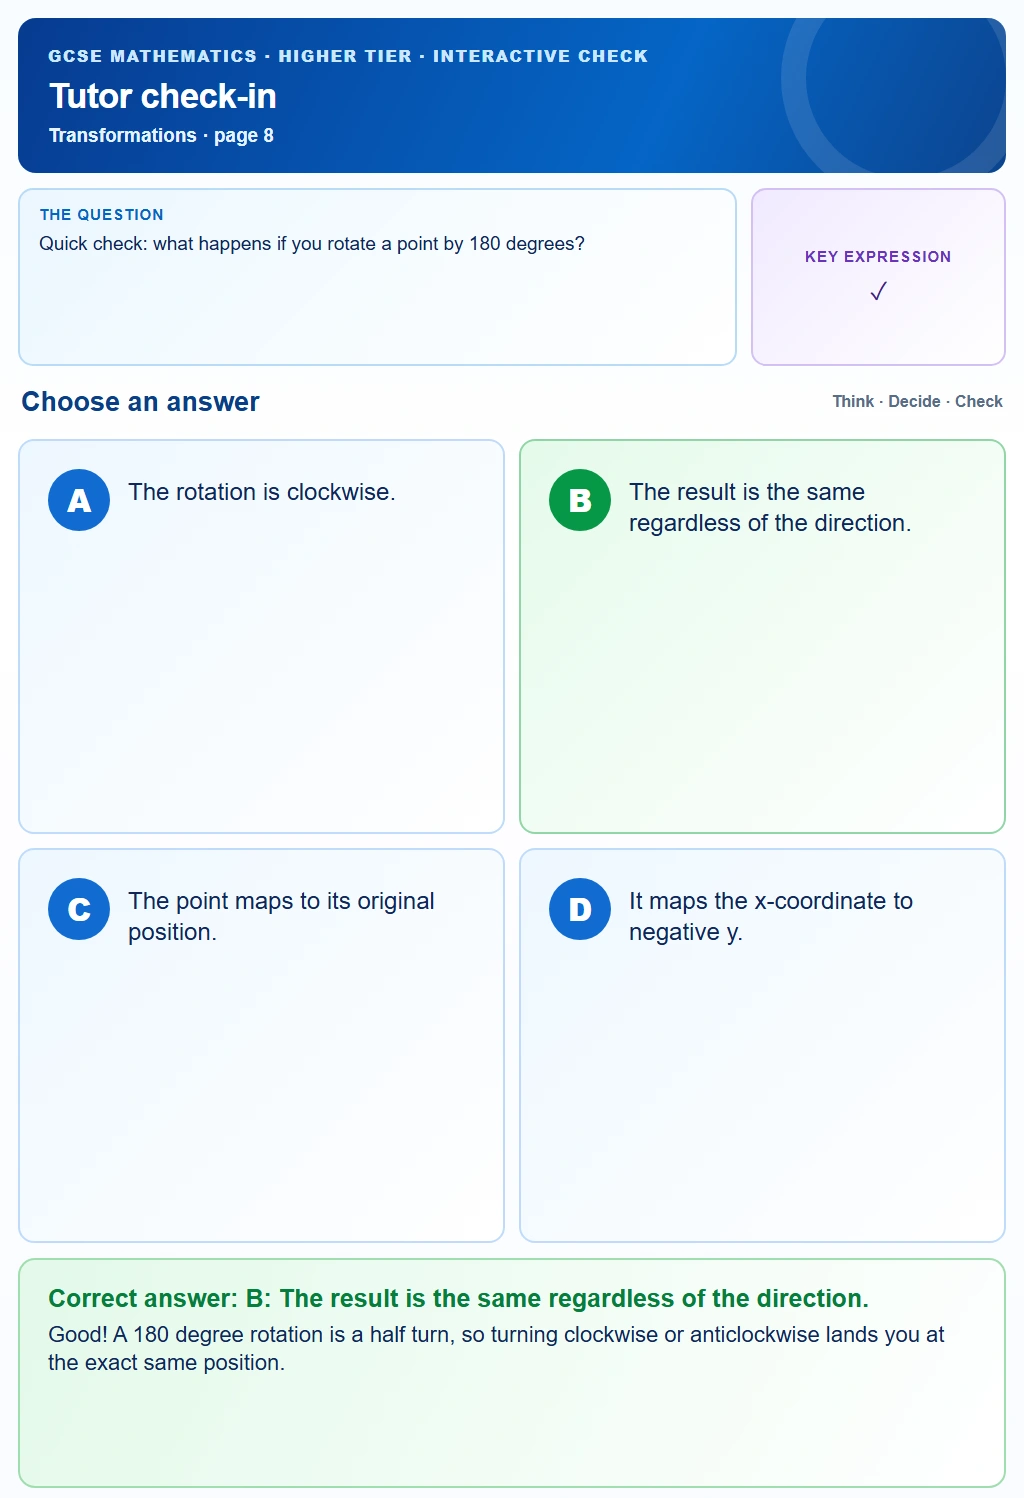 GCSE MATHEMATICS · HIGHER TIER · INTERACTIVE CHECK
Tutor check-in
Transformations · page 8
THE QUESTION
Quick check: what happens if you rotate a point by 180 degrees?
KEY EXPRESSION
✓
Choose an answer
Think · Decide · Check
A
The rotation is clockwise.
B
The result is the same
regardless of the direction.
C
The point maps to its original
position.
D
It maps the x-coordinate to
negative y.
Correct answer: B: The result is the same regardless of the direction.
Good! A 180 degree rotation is a half turn, so turning clockwise or anticlockwise lands you at
the exact same position.